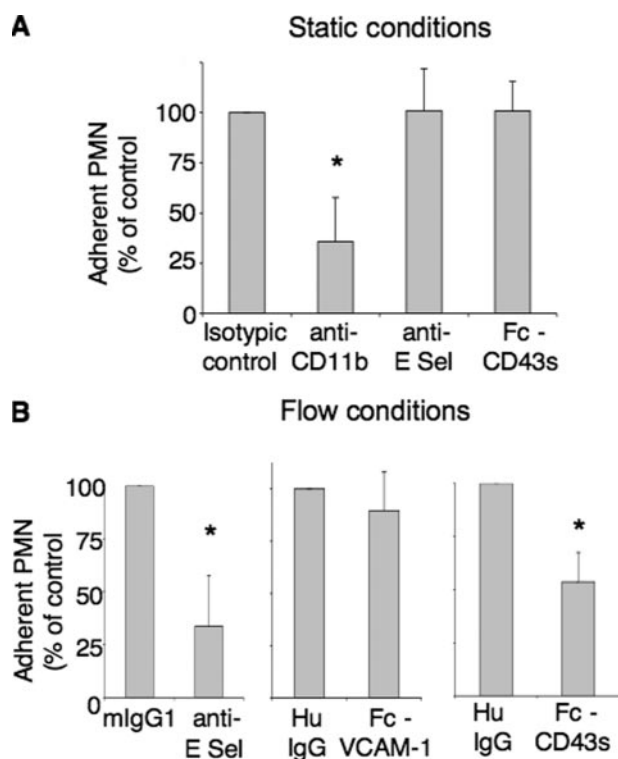 A
Static conditions
Adherent PMN
(% of control
100
75
50
25
0
*
Isotypic
control
anti-
CD11b
anti-
E Sel
Fc -
CD43s
B
Flow conditions
Adherent PMN
(% of control)
100
75
50
25
0
*
*
mIgG1
anti-
E Sel
Hu
IgG
Fc -
VCAM-1
Hu
IgG
Fc -
CD43s